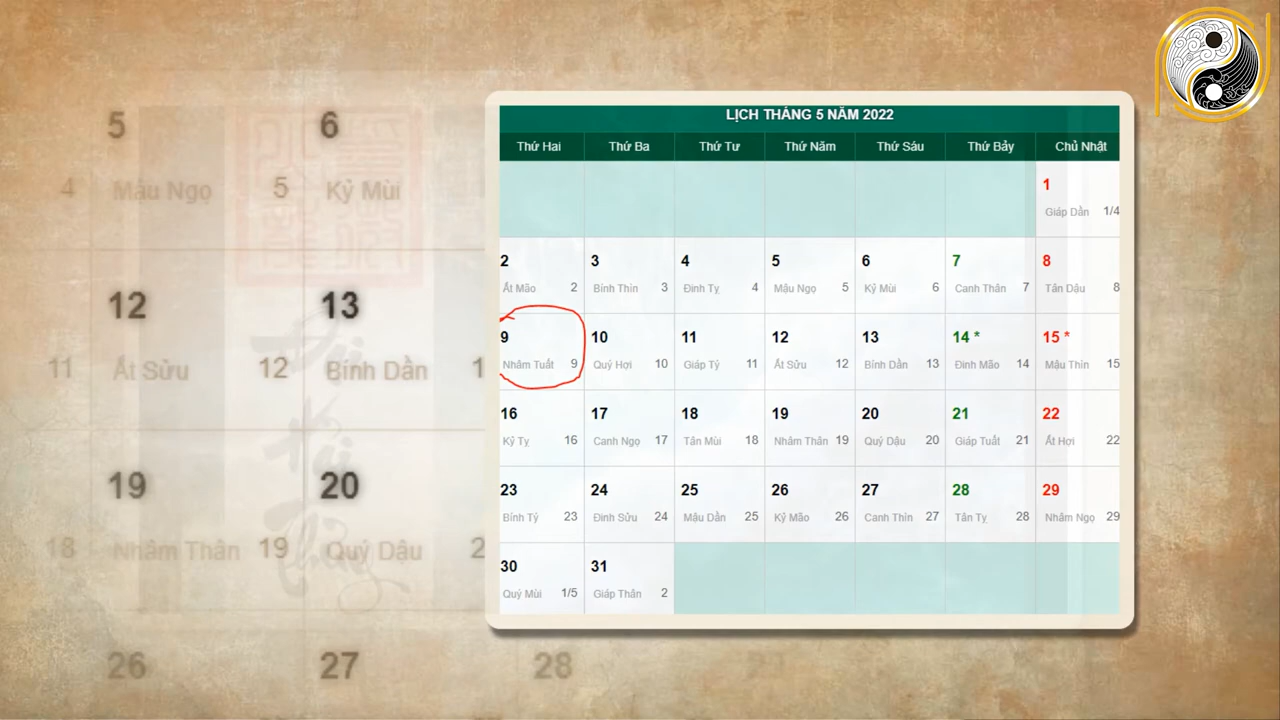 LỊCH THÁNG 5 NĂM 2022
Thứ Hai Thứ Ba Thứ Tư Thứ Năm Thứ Sáu Thứ Bảy Chủ Nhật
1
Giáp Dần 1/4
2 3 4 5 6 7 8
Ất Mão 2 Bính Thìn 3 Đinh Tỵ 4 Mậu Ngọ 5 Kỷ Mùi 6 Canh Thân 7 Tân Dậu 8
9 10 11 12 13 14 * 15 *
Nhâm Tuất 9 Quý Hợi 10 Giáp Tý 11 Ất Sửu 12 Bính Dần 13 Đinh Mão 14 Mậu Thìn 15
16 17 18 19 20 21 22
Kỷ Tỵ 16 Canh Ngọ 17 Tân Mùi 18 Nhâm Thân 19 Quý Dậu 20 Giáp Tuất 21 Ất Hợi 22
23 24 25 26 27 28 29
Bính Tý 23 Đinh Sửu 24 Mậu Dần 25 Kỷ Mão 26 Canh Thìn 27 Tân Tỵ 28 Nhâm Ngọ 29
30 31
Quý Mùi 1/5 Giáp Thân 2
5 6
4 Mậu Ngọ 5 Kỷ Mùi
12 13
11 Ất Sửu 12 Bính Dần 1
19 20
18 Nhâm Thân 19 Quý Dậu 2
26 27 28